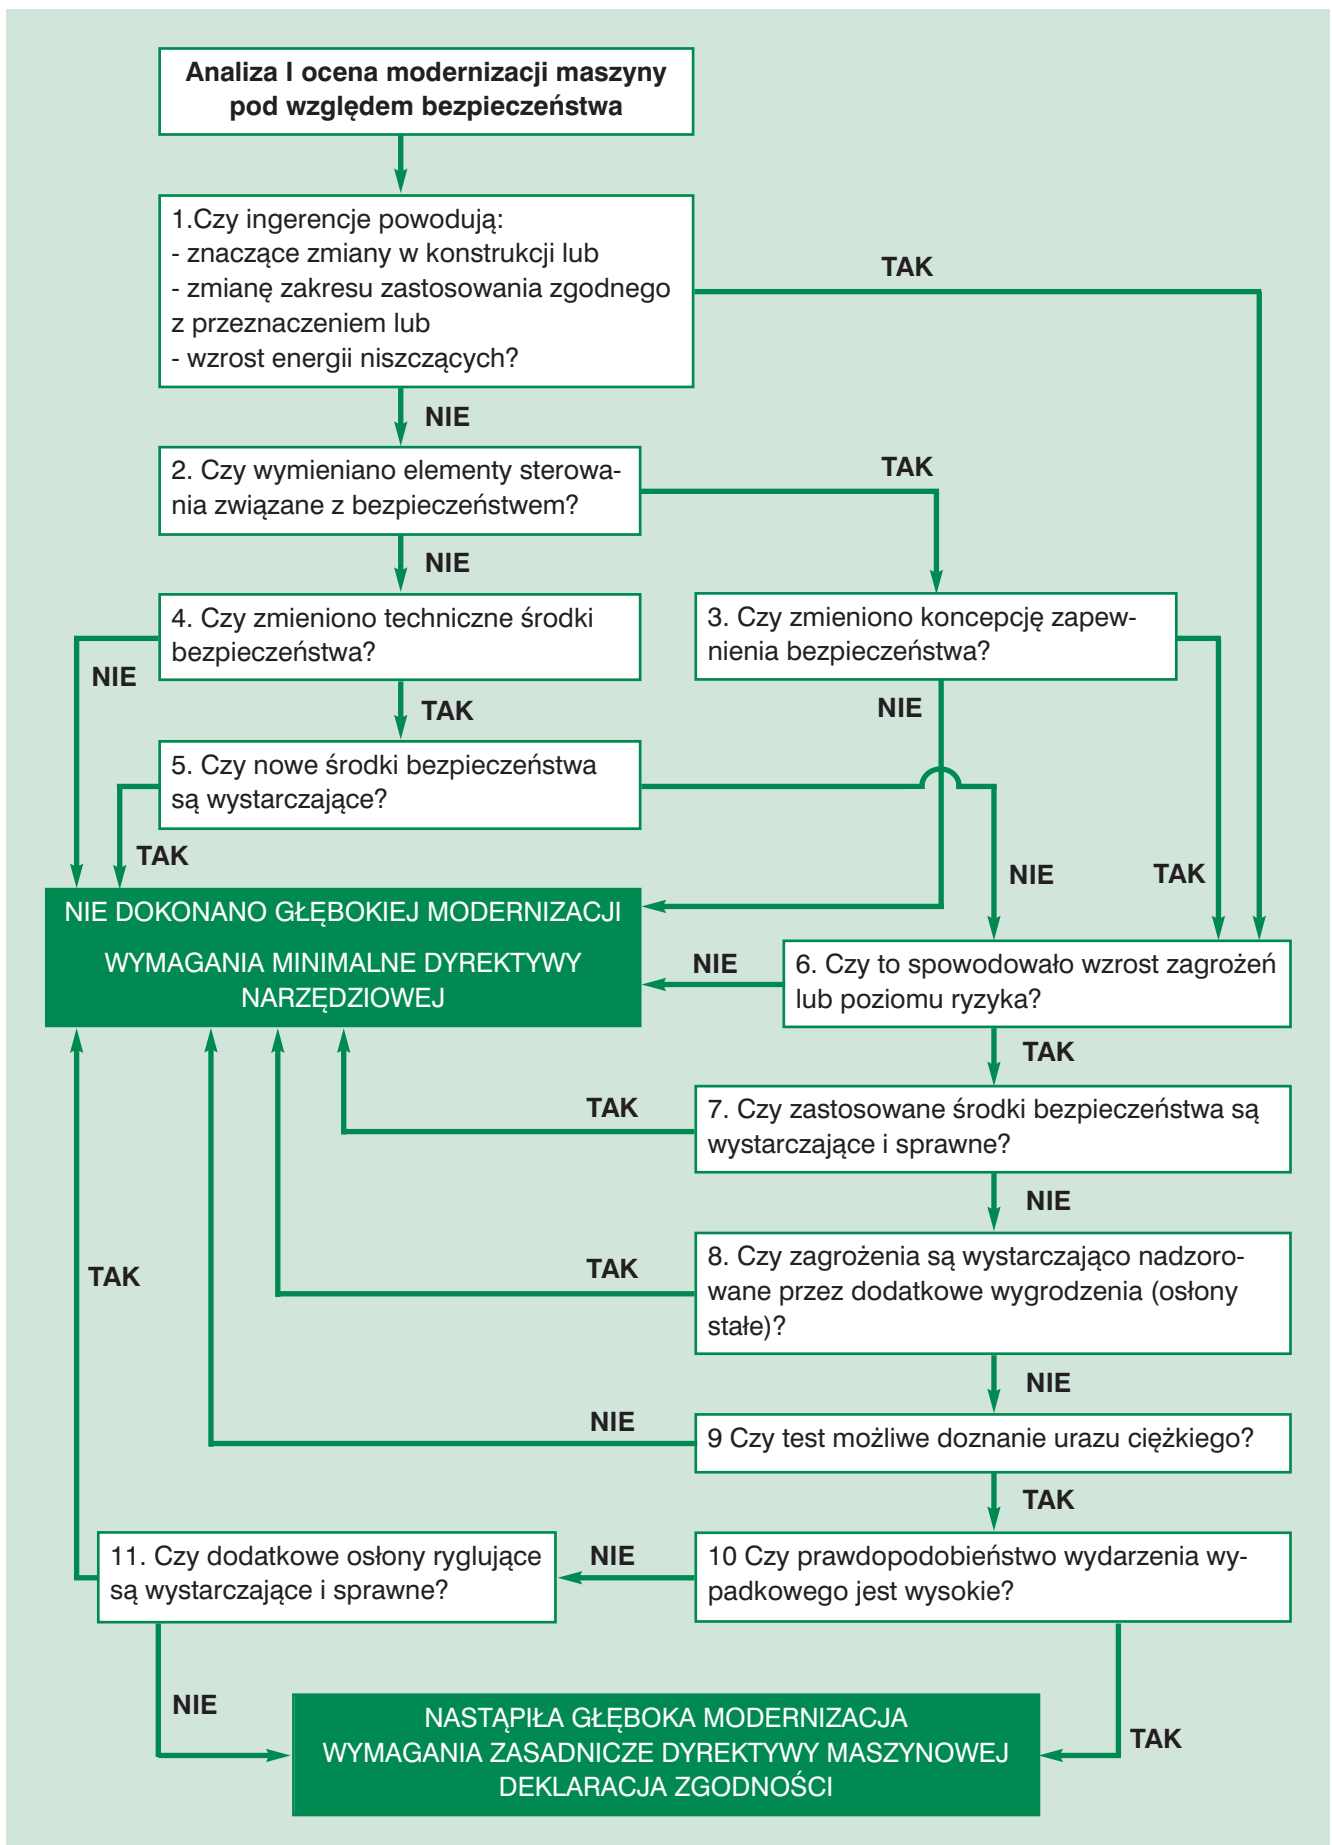 Analiza I ocena modernizacji maszyny
pod względem bezpieczeństwa
1.Czy ingerencje powodują:
- znaczące zmiany w konstrukcji lub
- zmianę zakresu zastosowania zgodnego
z przeznaczeniem lub
- wzrost energii niszczących?
TAK
NIE
2. Czy wymieniano elementy sterowa-
nia związane z bezpieczeństwem?
TAK
NIE
4. Czy zmieniono techniczne środki
bezpieczeństwa?
3. Czy zmieniono koncepcję zapew-
nienia bezpieczeństwa?
NIE
TAK
NIE
5. Czy nowe środki bezpieczeństwa
są wystarczające?
TAK
NIE
TAK
NIE DOKONANO GŁĘBOKIEJ MODERNIZACJI
WYMAGANIA MINIMALNE DYREKTYWY
NARZĘDZIOWEJ
NIE
6. Czy to spowodowało wzrost zagrożeń
lub poziomu ryzyka?
TAK
TAK
7. Czy zastosowane środki bezpieczeństwa są
wystarczające i sprawne?
NIE
TAK
TAK
8. Czy zagrożenia są wystarczająco nadzoro-
wane przez dodatkowe wygrodzenia (osłony
stałe)?
NIE
NIE
9 Czy test możliwe doznanie urazu ciężkiego?
TAK
11. Czy dodatkowe osłony ryglujące
są wystarczające i sprawne?
NIE
10 Czy prawdopodobieństwo wydarzenia wy-
padkowego jest wysokie?
NIE
TAK
NASTĄPIŁA GŁĘBOKA MODERNIZACJA
WYMAGANIA ZASADNICZE DYREKTYWY MASZYNOWEJ
DEKLARACJA ZGODNOŚCI